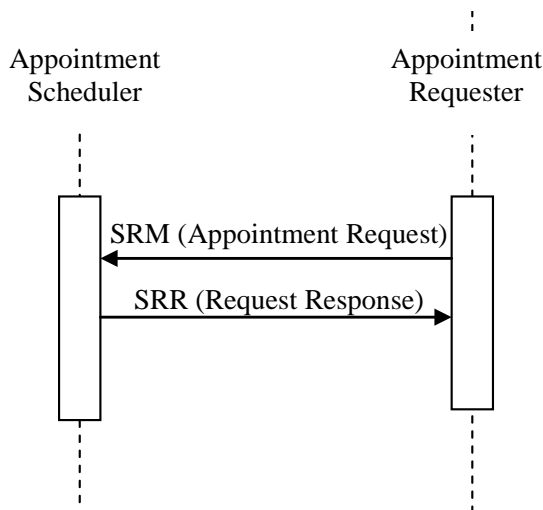 Appointment
Scheduler
Appointment
Requester
SRM (Appointment Request)
SRR (Request Response)